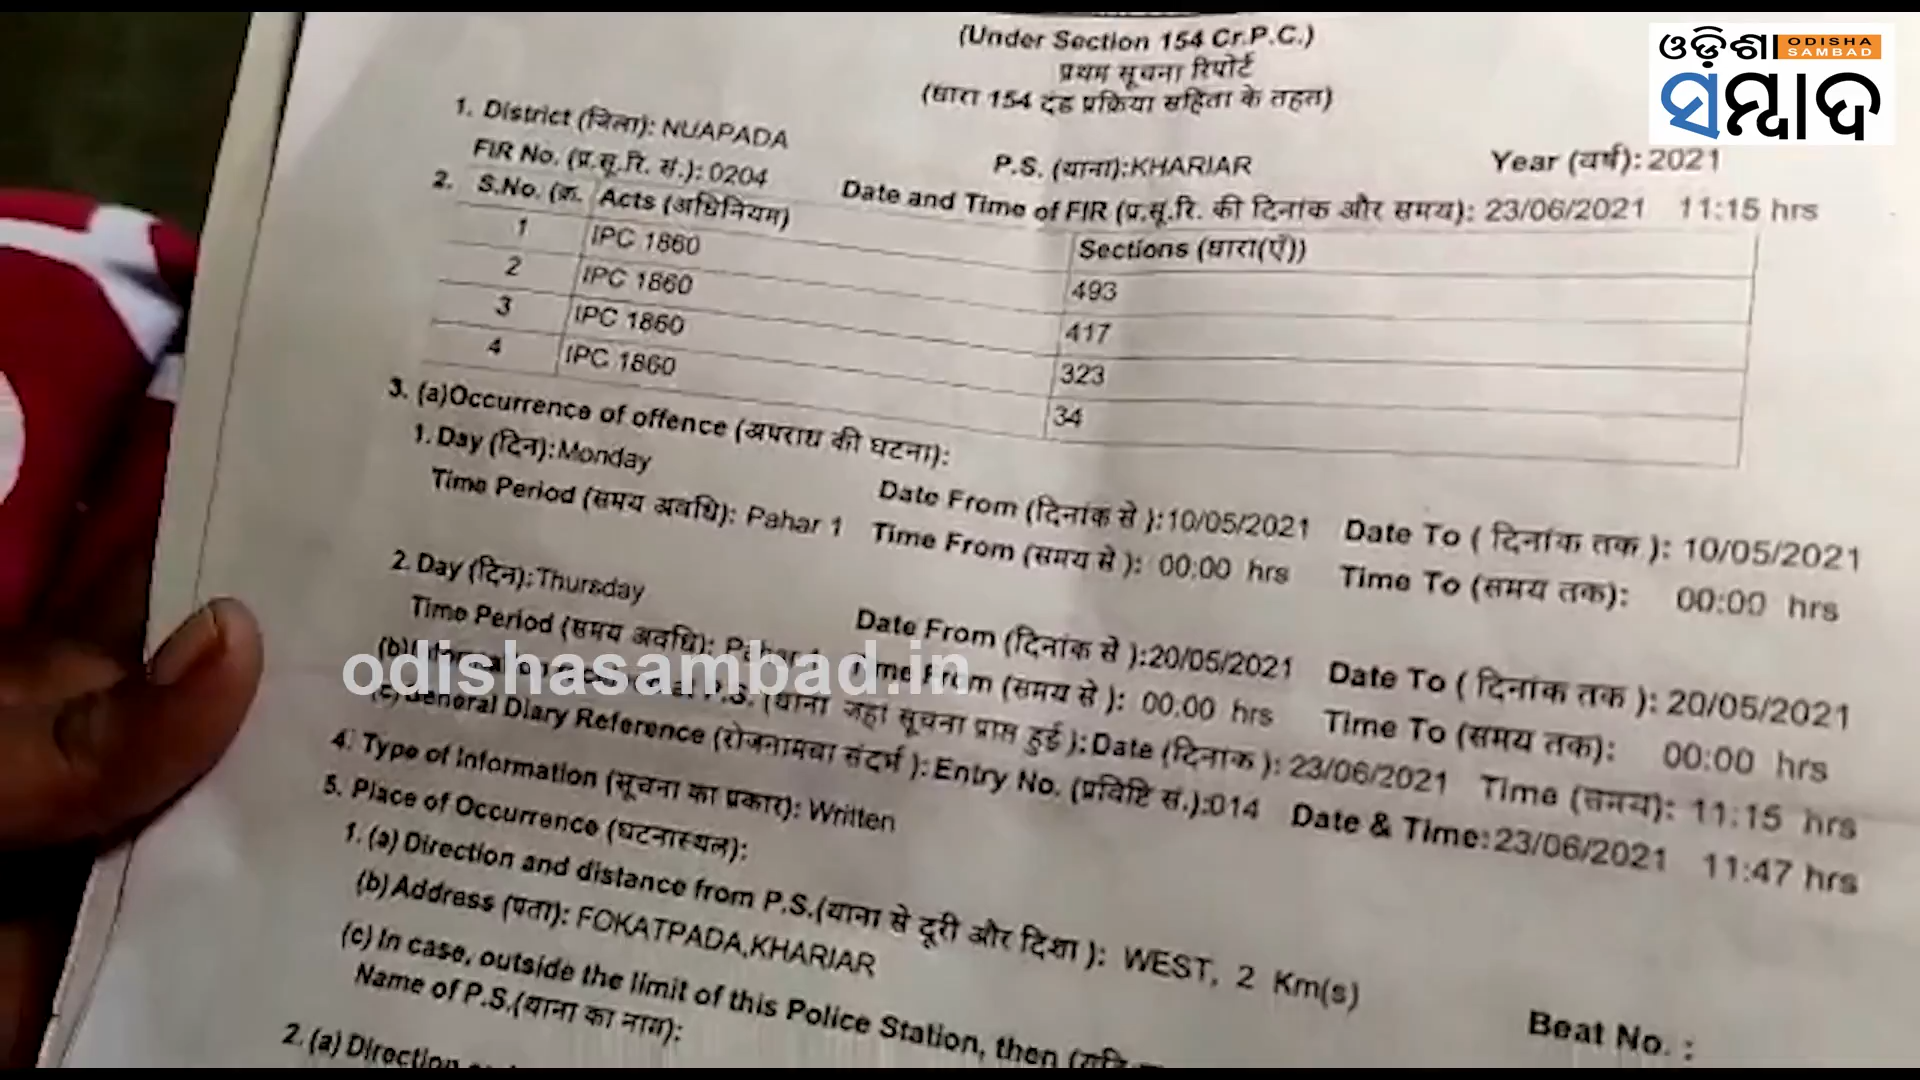 ଓଡ଼ିଶା ODISHA SAMBAD
ସମ୍ବାଦ
(Under Section 154 Cr.P.C.)
प्रथम सूचना रिपोर्ट
(धारा 154 दंड प्रक्रिया संहिता के तहत)
1. District (जिला): NUAPADA P.S. (थाना):KHARIAR Year (वर्ष): 2021
FIR No. (प्र.सू.रि. सं.): 0204 Date and Time of FIR (प्र.सू.रि. की दिनांक और समय): 23/06/2021 11:15 hrs
2. S.No. (क्र. Acts (अधिनियम) Sections (धारा(एँ))
1 IPC 1860 493
2 IPC 1860 417
3 IPC 1860 323
4 IPC 1860 34
3. (a)Occurrence of offence (अपराध की घटना):
1. Day (दिन):Monday Date From (दिनांक से ):10/05/2021 Date To ( दिनांक तक ): 10/05/2021
Time Period (समय अवधि): Pahar 1 Time From (समय से ): 00:00 hrs Time To (समय तक): 00:00 hrs
2. Day (दिन):Thursday Date From (दिनांक से ):20/05/2021 Date To ( दिनांक तक ): 20/05/2021
Time Period (समय अवधि): Time From (समय से ): 00:00 hrs Time To (समय तक): 00:00 hrs
odishasambad.in
(b) P.S. (थाना जहां सूचना प्राप्त हुई ):Date (दिनांक ): 23/06/2021 Time (समय): 11:15 hrs
(c)General Diary Reference (रोजनामचा संदर्भ ):Entry No. (प्रविष्टि सं.):014 Date & Time:23/06/2021 11:47 hrs
4. Type of Information (सूचना का प्रकार): Written
5. Place of Occurrence (घटनास्थल):
1. (a) Direction and distance from P.S.(थाना से दूरी और दिशा ): WEST, 2 Km(s) Beat No. :
(b) Address (पता): FOKATPADA,KHARIAR
(c) In case, outside the limit of this Police Station, then
Name of P.S.(थाना का नाम):
2. (a) Direction